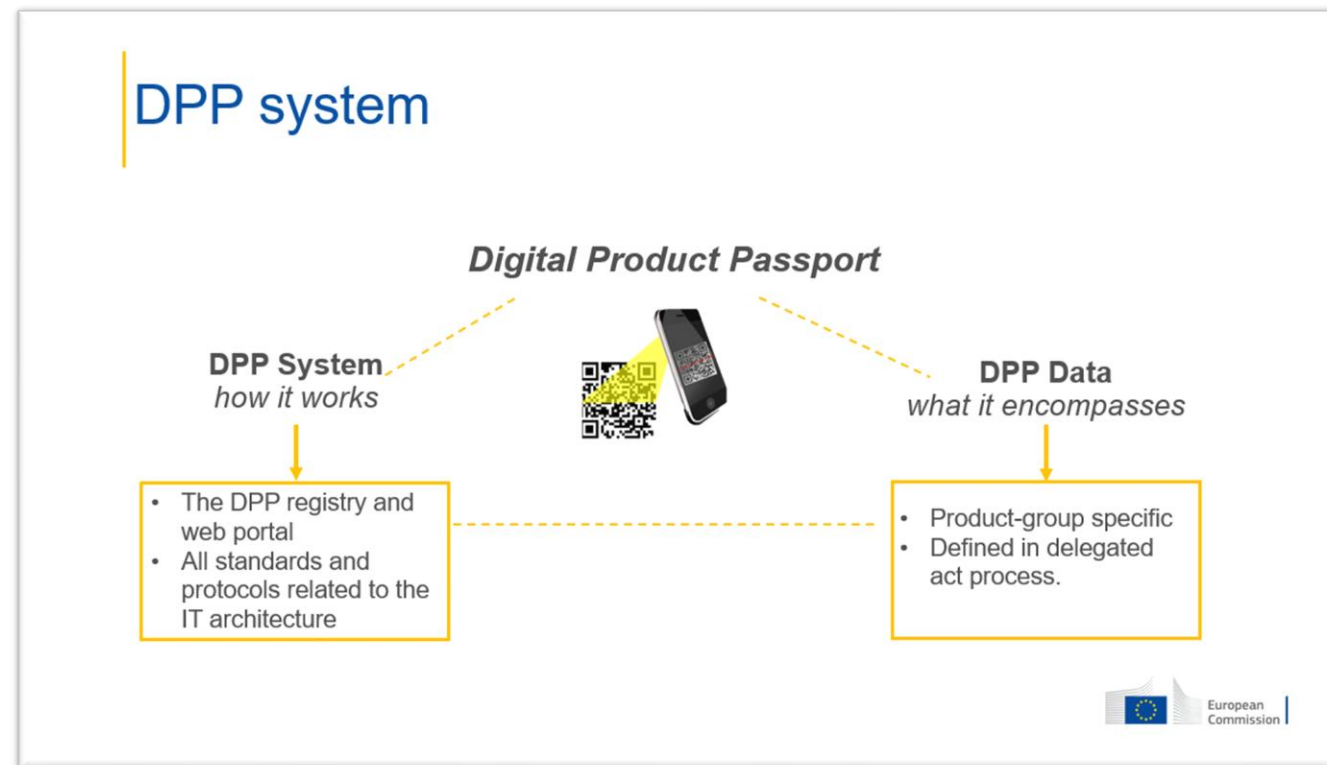 DPP system
Digital Product Passport
DPP System
how it works
• The DPP registry and
web portal
• All standards and
protocols related to the
IT architecture
DPP Data
what it encompasses
• Product-group specific
• Defined in delegated
act process.
European
Commission